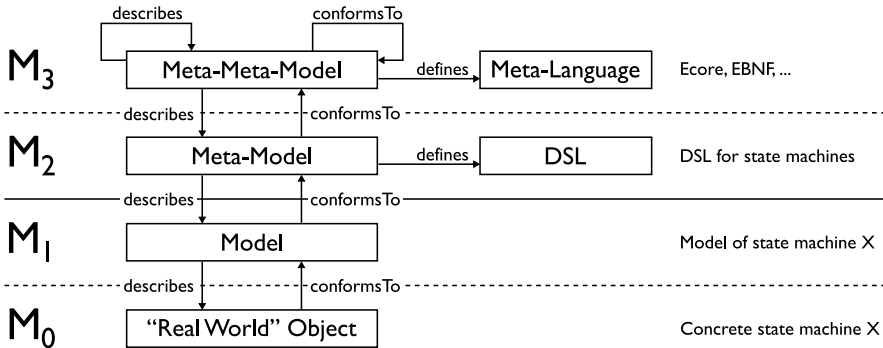 describes conformsTo
M3 Meta-Meta-Model defines Meta-Language Ecore, EBNF, ...
describes conformsTo
M2 Meta-Model defines DSL DSL for state machines
describes conformsTo
M1 Model Model of state machine X
describes conformsTo
M0 “Real World” Object Concrete state machine X